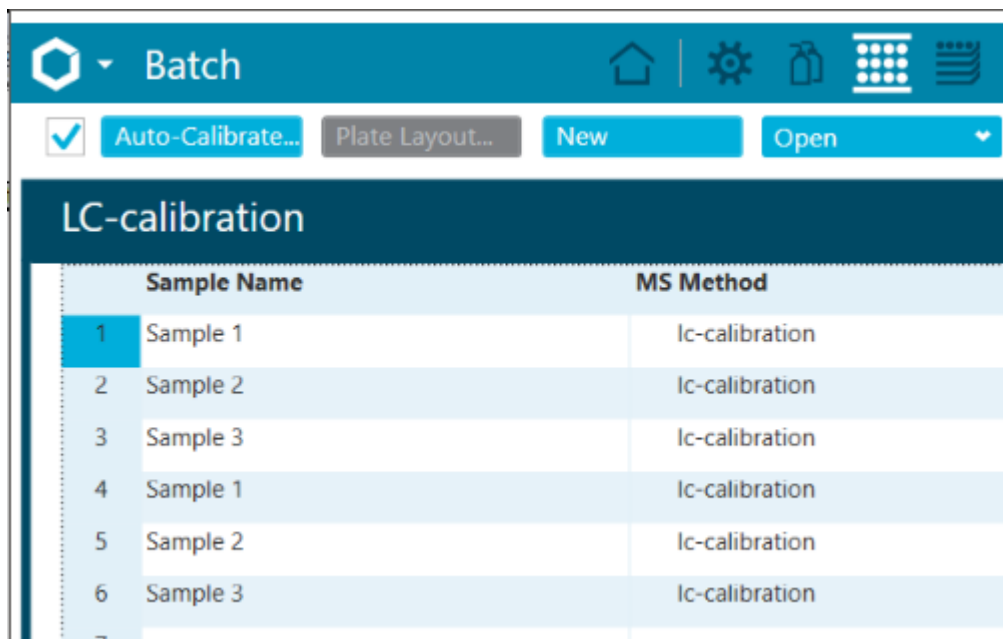 Batch
Auto-Calibrate... Plate Layout... New Open
LC-calibration
Sample Name MS Method
1 Sample 1 lc-calibration
2 Sample 2 lc-calibration
3 Sample 3 lc-calibration
4 Sample 1 lc-calibration
5 Sample 2 lc-calibration
6 Sample 3 lc-calibration